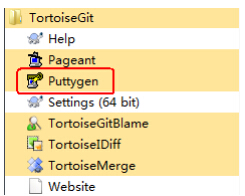 TortoiseGit
Help
Pageant
Puttygen
Settings (64 bit)
TortoiseGitBlame
TortoiseIDiff
TortoiseMerge
Website